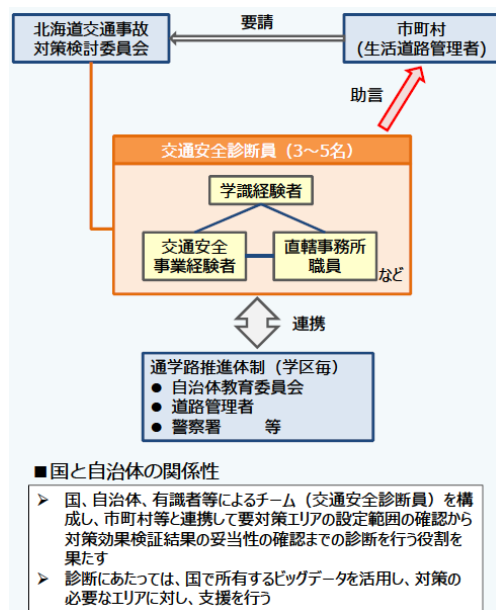 北海道交通事故
対策検討委員会
要請
市町村
(生活道路管理者)
助言
交通安全診断員（3～5名）
学識経験者
交通安全
事業経験者
直轄事務所
職員
など
連携
通学路推進体制（学区毎）
● 自治体教育委員会
● 道路管理者
● 警察署　　等
■国と自治体の関係性
➢ 国、自治体、有識者等によるチーム（交通安全診断員）を構
成し、市町村等と連携して要対策エリアの設定範囲の確認から
対策効果検証結果の妥当性の確認までの診断を行う役割を
果たす
➢ 診断にあたっては、国で所有するビッグデータを活用し、対策の
必要なエリアに対し、支援を行う